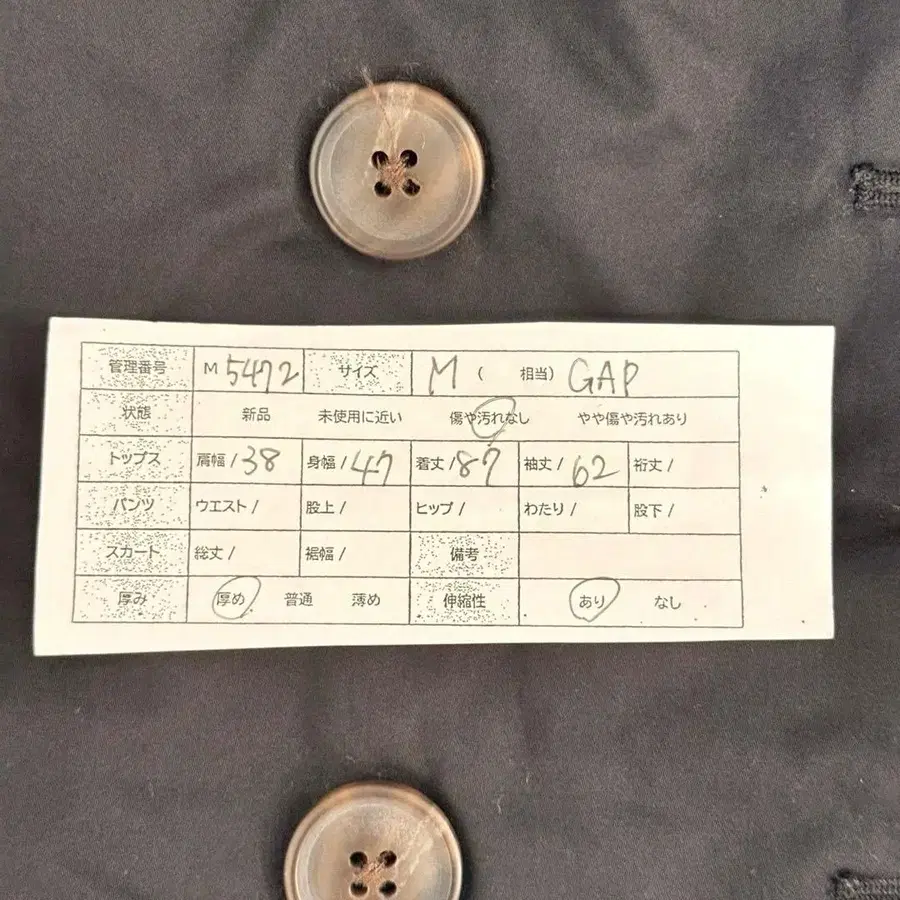 管理番号 M 5472 サイズ M ( 相当) GAP
状態 新品 未使用に近い 傷や汚れなし やや傷や汚れあり
トップス 肩幅 / 38 身幅 / 47 着丈 / 87 袖丈 / 62 裄丈 /
パンツ ウエスト / 股上 / ヒップ / わたり / 股下 /
スカート 総丈 / 裾幅 / 備考
厚み 厚め 普通 薄め 伸縮性 あり なし